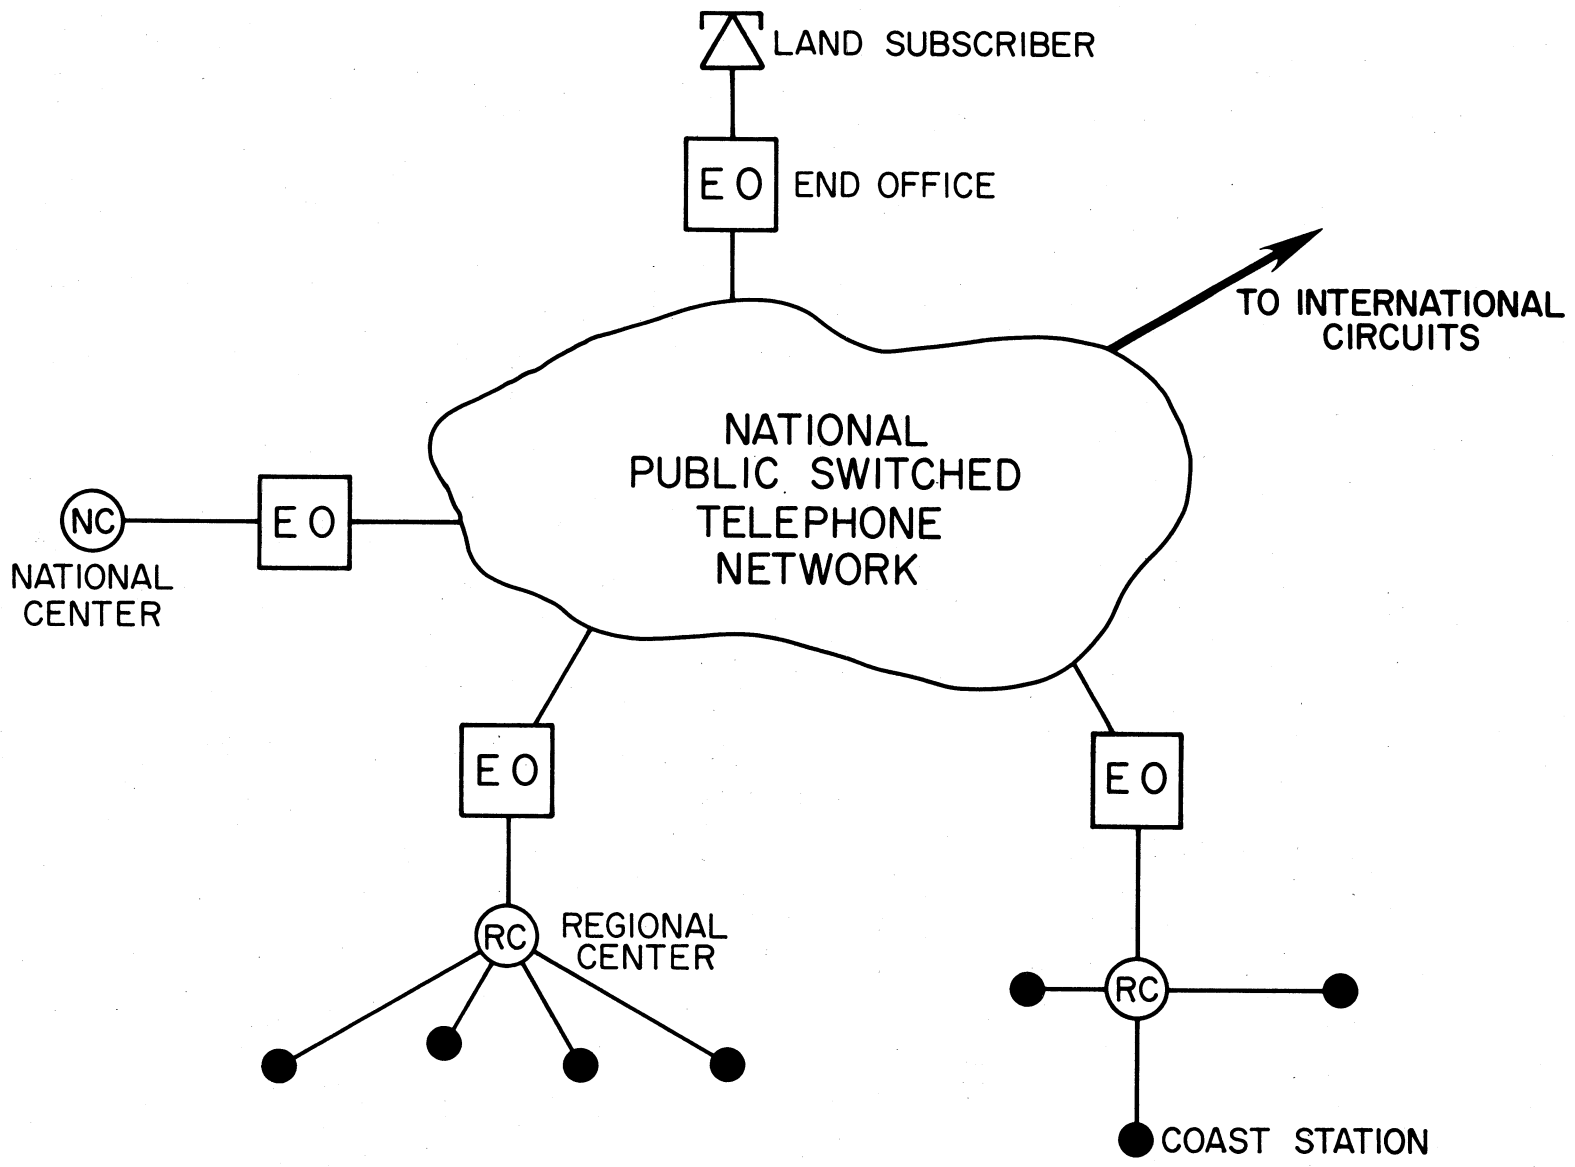 LAND SUBSCRIBER
EO
END OFFICE
TO INTERNATIONAL
CIRCUITS
NATIONAL
PUBLIC SWITCHED
TELEPHONE
NETWORK
NC
EO
NATIONAL
CENTER
EO
EO
RC
REGIONAL
CENTER
RC
COAST STATION